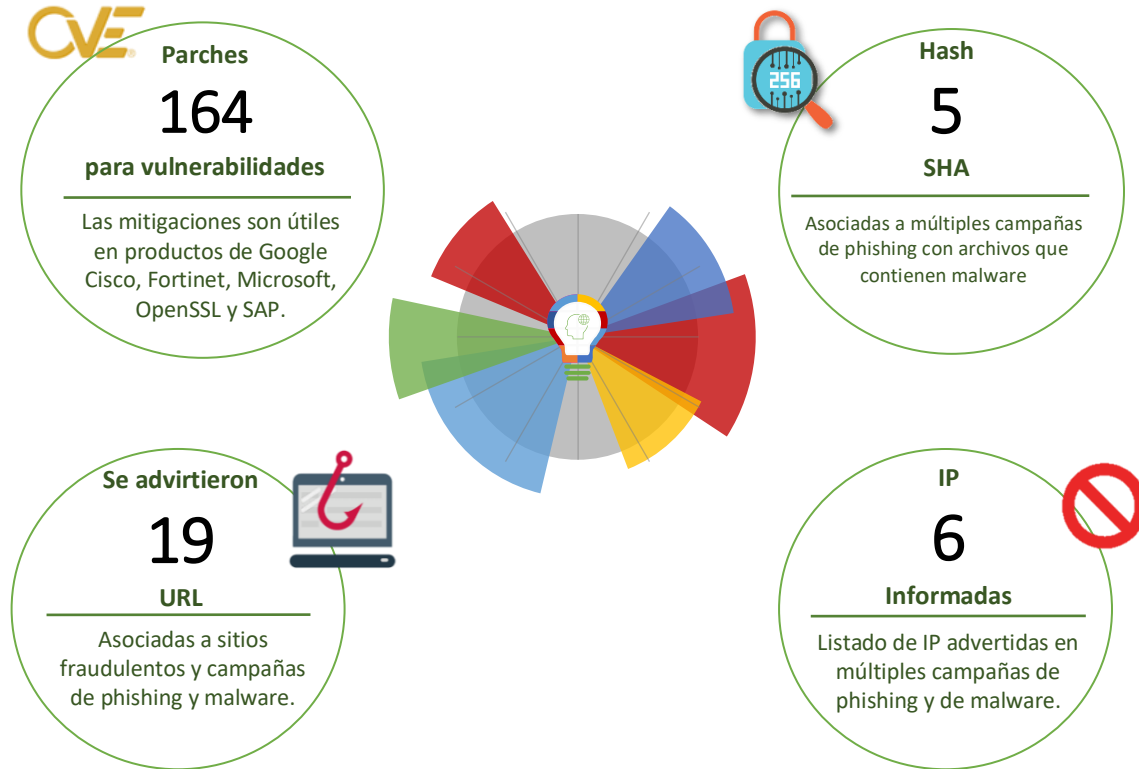 CVE
Parches
164
para vulnerabilidades
Las mitigaciones son útiles
en productos de Google
Cisco, Fortinet, Microsoft,
OpenSSL y SAP.
256
Hash
5
SHA
Asociadas a múltiples campañas
de phishing con archivos que
contienen malware
Se advirtieron
19
URL
Asociadas a sitios
fraudulentos y campañas
de phishing y malware.
IP
6
Informadas
Listado de IP advertidas en
múltiples campañas de
phishing y de malware.